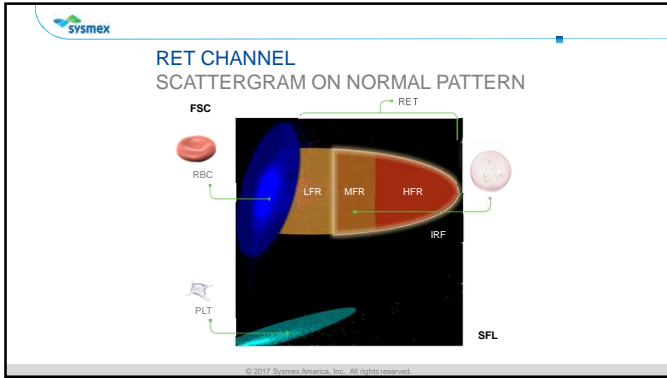 sysmex
RET CHANNEL
SCATTERGRAM ON NORMAL PATTERN
FSC
RET
RBC
LFR MFR HFR
IRF
PLT
SFL
© 2017 Sysmex America, Inc. All rights reserved.